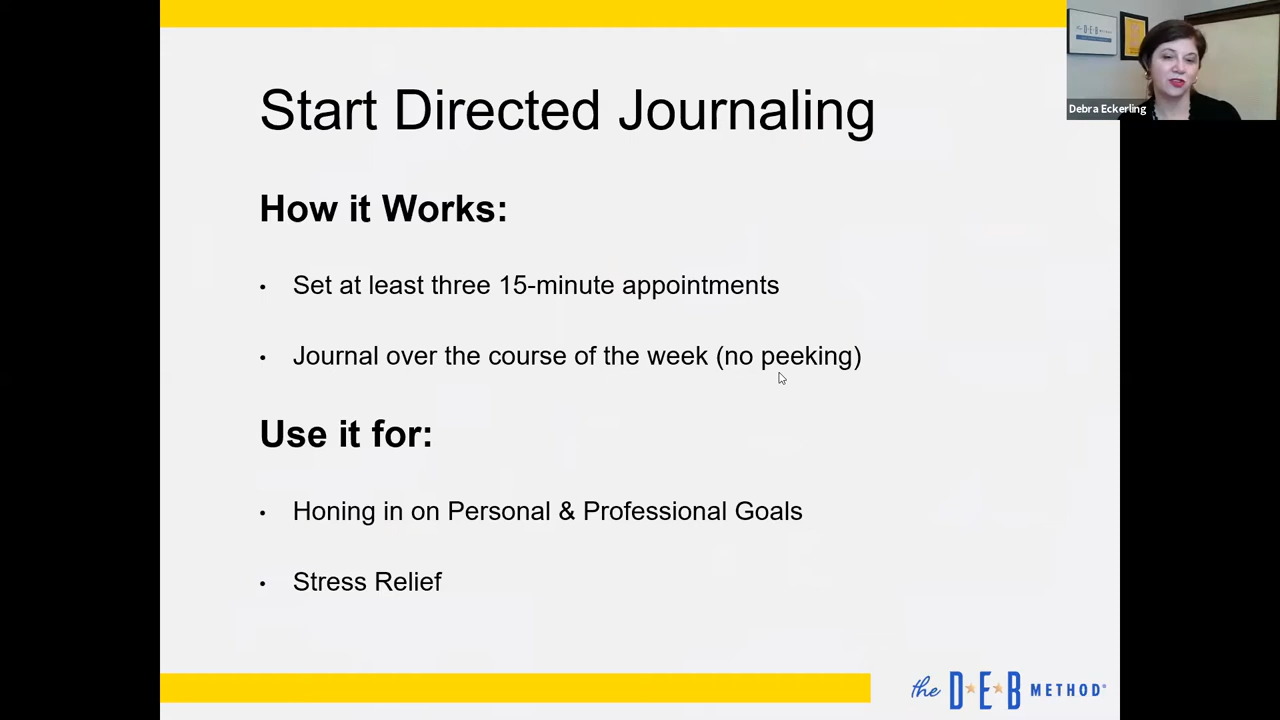 Start Directed Journaling
Debra Eckerling
How it Works:
• Set at least three 15-minute appointments
• Journal over the course of the week (no peeking)
Use it for:
• Honing in on Personal & Professional Goals
• Stress Relief
the D★E★B METHOD®